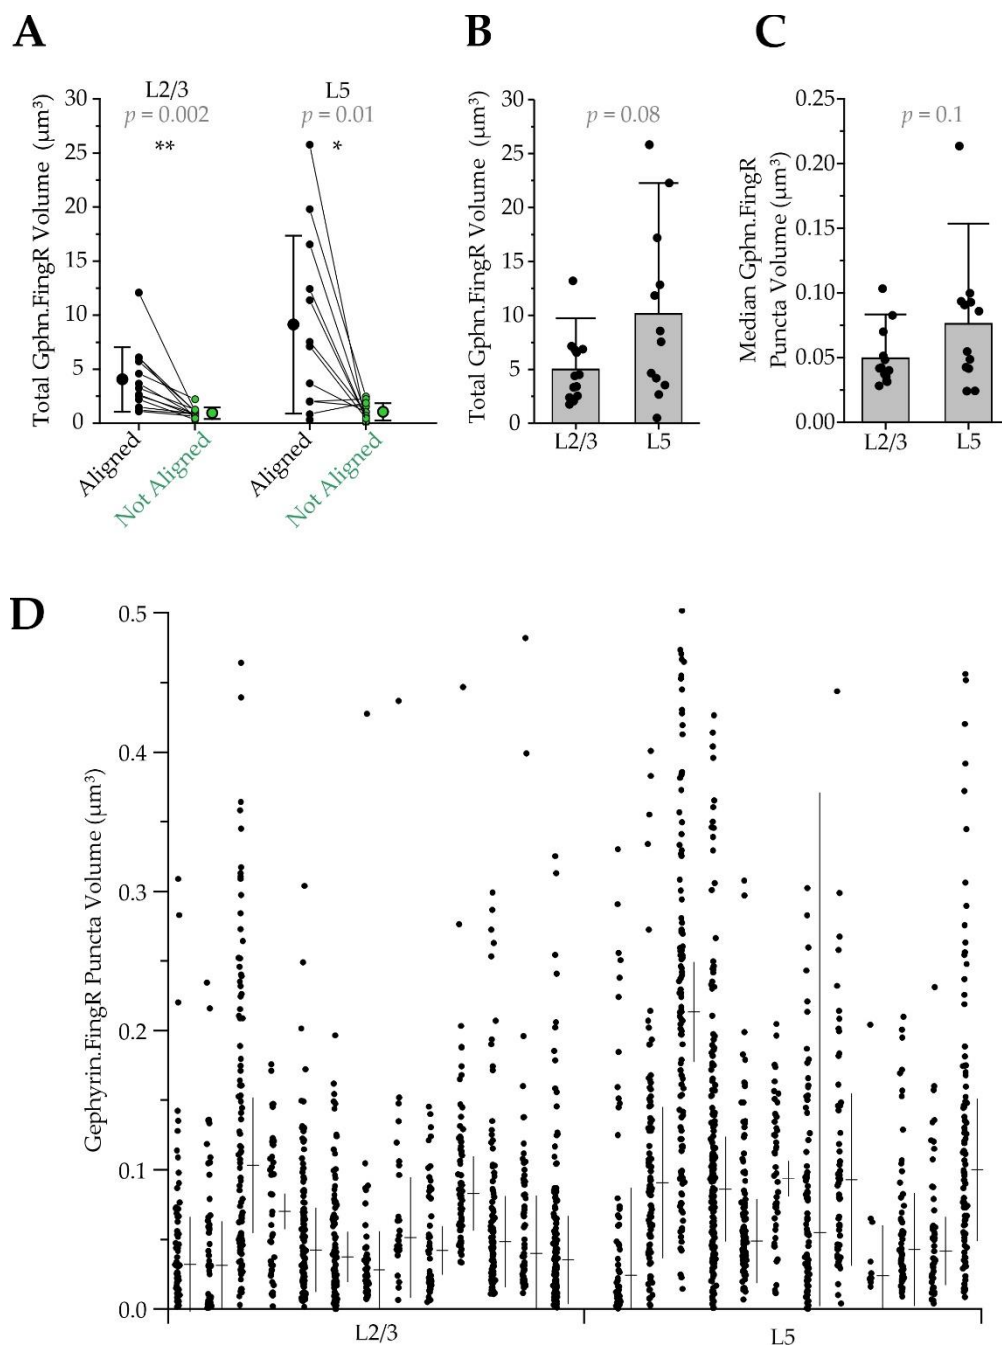 A
L2/3
L5
p = 0.002
p = 0.01
**
*
Total Gphn.FingR Volume (µm³)
30
25
20
15
10
5
0
Aligned
Not Aligned
Aligned
Not Aligned
B
p = 0.08
Total Gphn.FingR Volume (µm³)
30
25
20
15
10
5
0
L2/3
L5
C
p = 0.1
Median Gphn.FingR
Puncta Volume (µm³)
0.25
0.20
0.15
0.10
0.05
0.00
L2/3
L5
D
Gephyrin.FingR Puncta Volume (µm³)
0.5
0.4
0.3
0.2
0.1
0.0
L2/3
L5